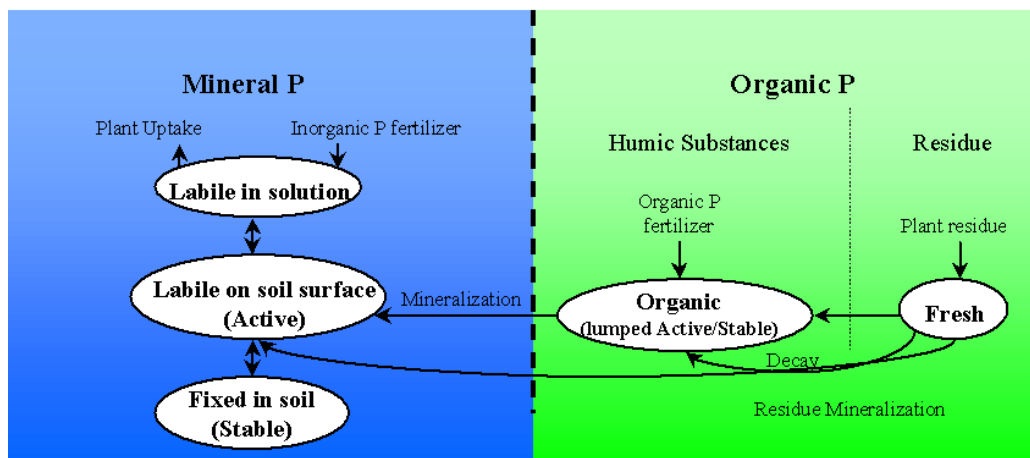 Mineral P
Organic P
Plant Uptake
Inorganic P fertilizer
Humic Substances
Residue
Labile in solution
Organic P
fertilizer
Plant residue
Labile on soil surface
(Active)
Mineralization
Organic
(lumped Active/Stable)
Fresh
Decay
Fixed in soil
(Stable)
Residue Mineralization